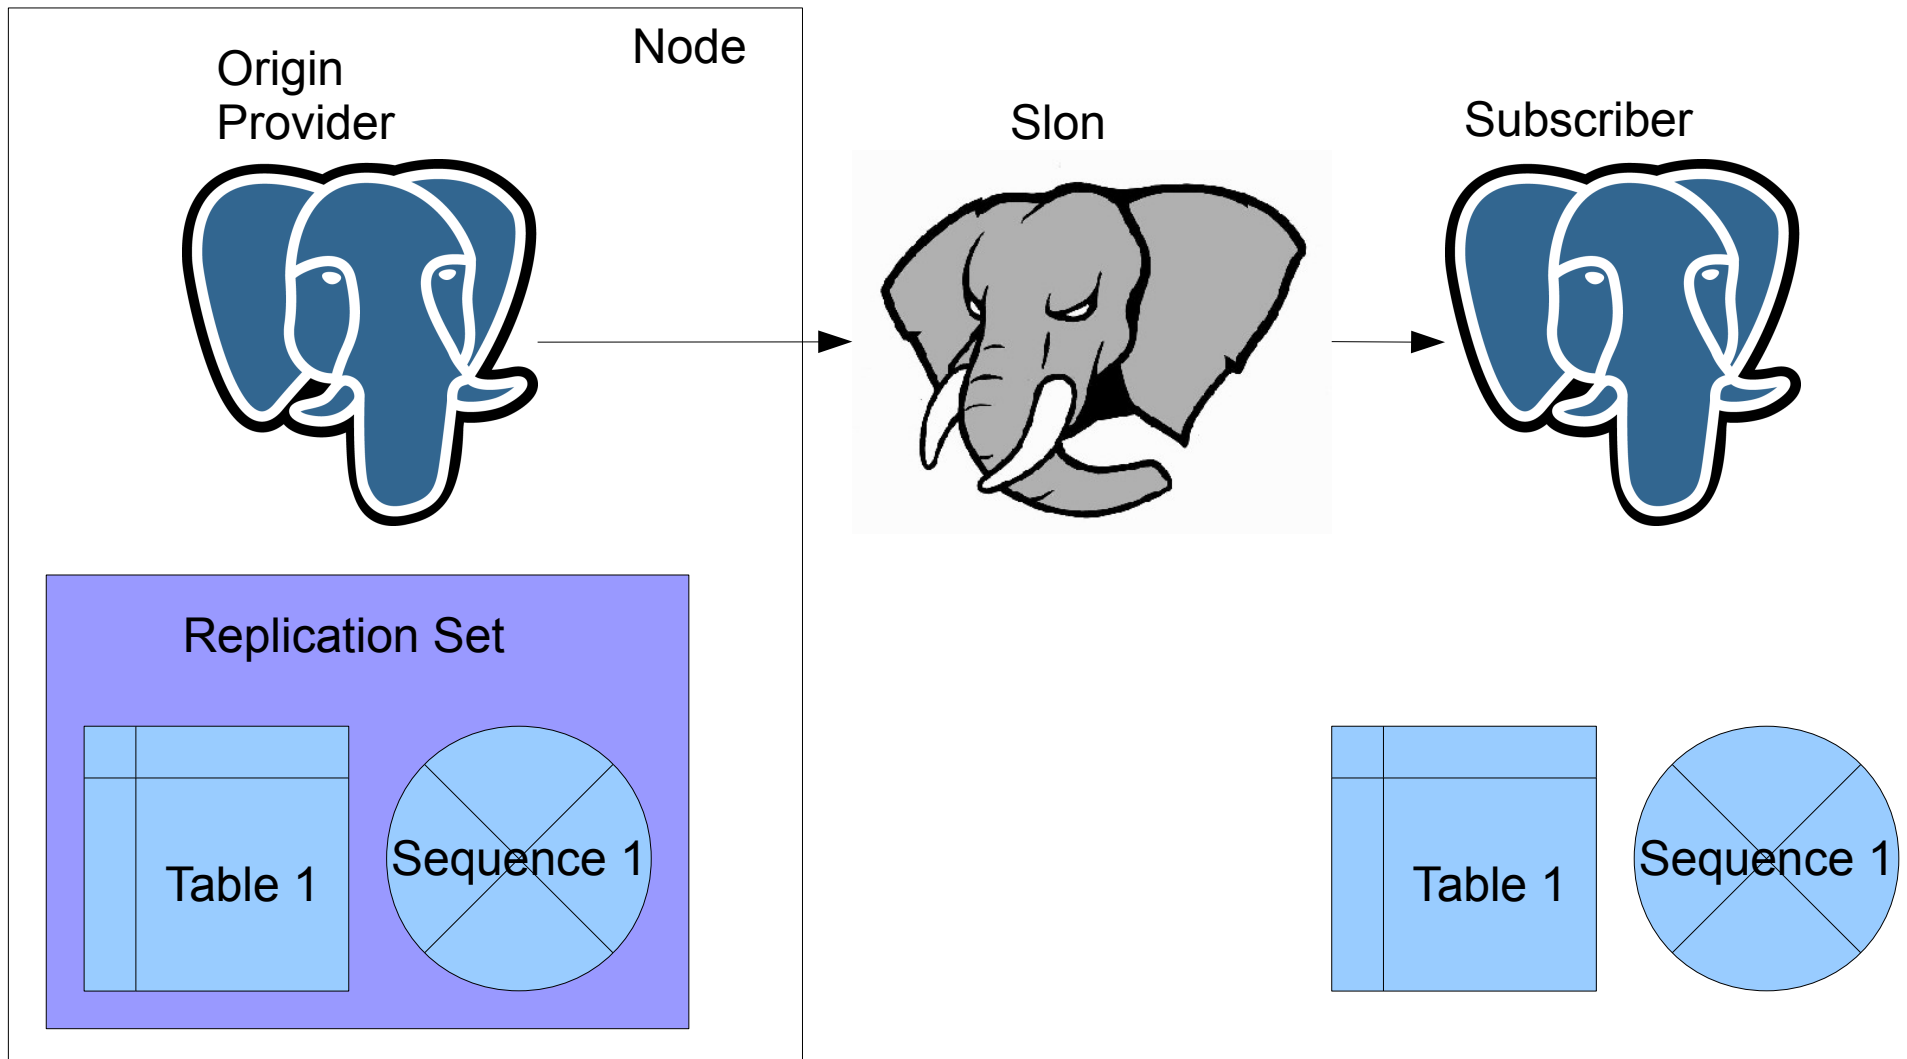 Node
Origin
Provider
Slon
Subscriber
Replication Set
Table 1
Sequence 1
Table 1
Sequence 1